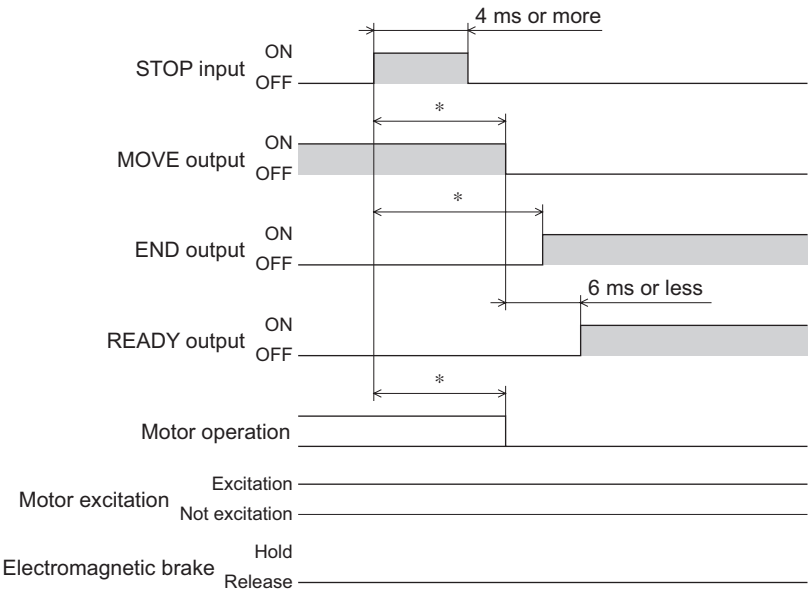 4 ms or more
STOP input
ON
OFF
*
MOVE output
ON
OFF
*
END output
ON
OFF
6 ms or less
READY output
ON
OFF
*
Motor operation
Motor excitation
Excitation
Not excitation
Electromagnetic brake
Hold
Release